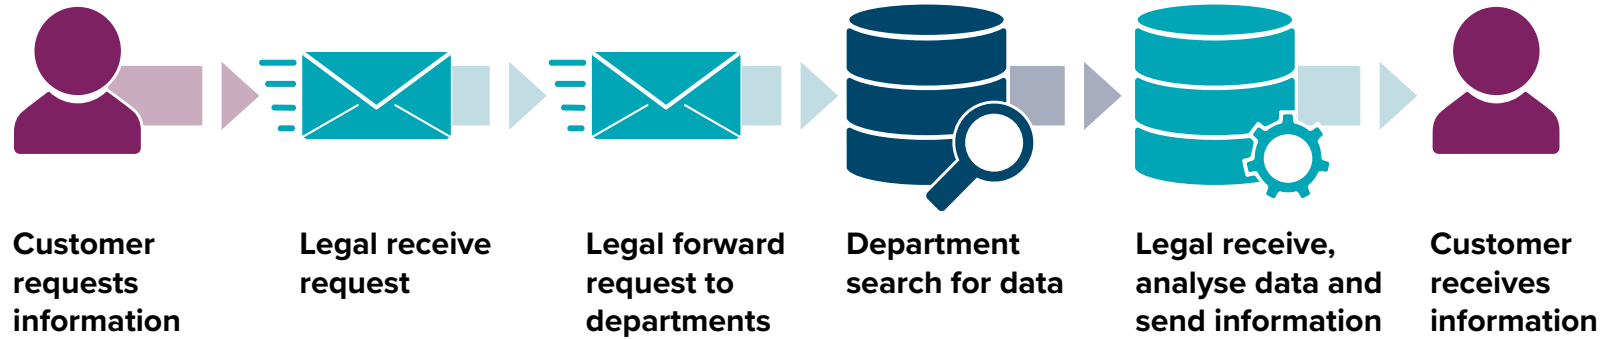 Customer
requests
information
Legal receive
request
Legal forward
request to
departments
Department
search for data
Legal receive,
analyse data and
send information
Customer
receives
information